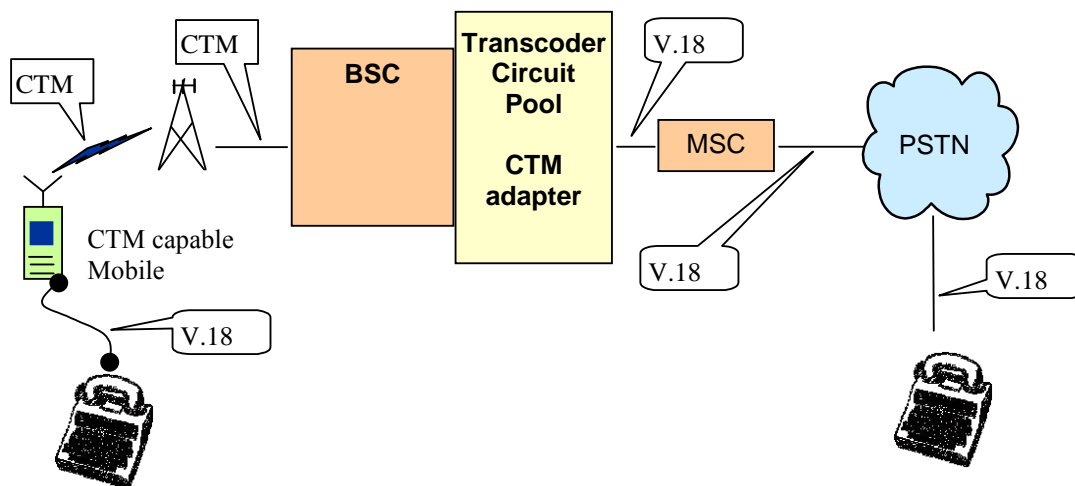 CTM
CTM
BSC
Transcoder
Circuit
Pool
CTM
adapter
V.18
MSC
PSTN
CTM capable
Mobile
V.18
V.18
V.18